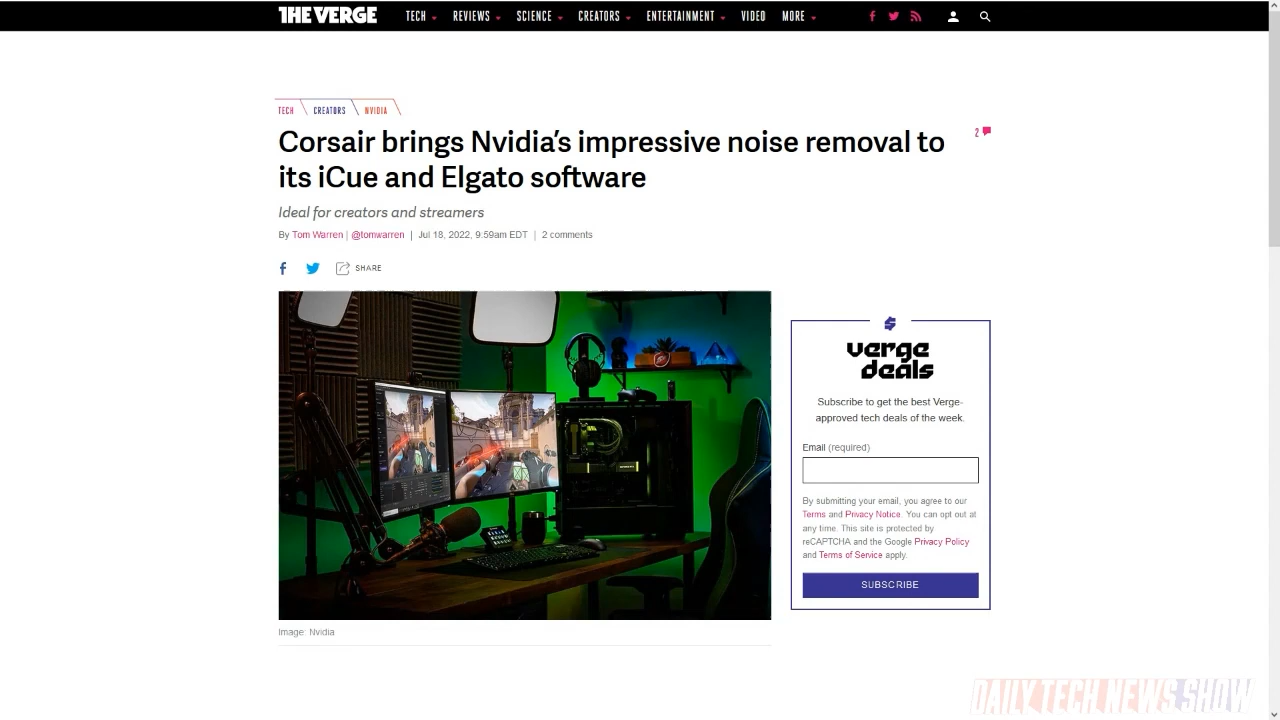 THE VERGE
TECH REVIEWS SCIENCE CREATORS ENTERTAINMENT VIDEO MORE
TECH CREATORS NVIDIA
Corsair brings Nvidia's impressive noise removal to
its iCue and Elgato software
2
Ideal for creators and streamers
By Tom Warren | @tomwarren | Jul 18, 2022, 9:59am EDT | 2 comments
SHARE
Image: Nvidia
verge
deals
Subscribe to get the best Verge-
approved tech deals of the week.
Email (required)
By submitting your email, you agree to our
Terms and Privacy Notice. You can opt out at
any time. This site is protected by
reCAPTCHA and the Google Privacy Policy
and Terms of Service apply.
SUBSCRIBE
DAILY TECH NEWS SHOW